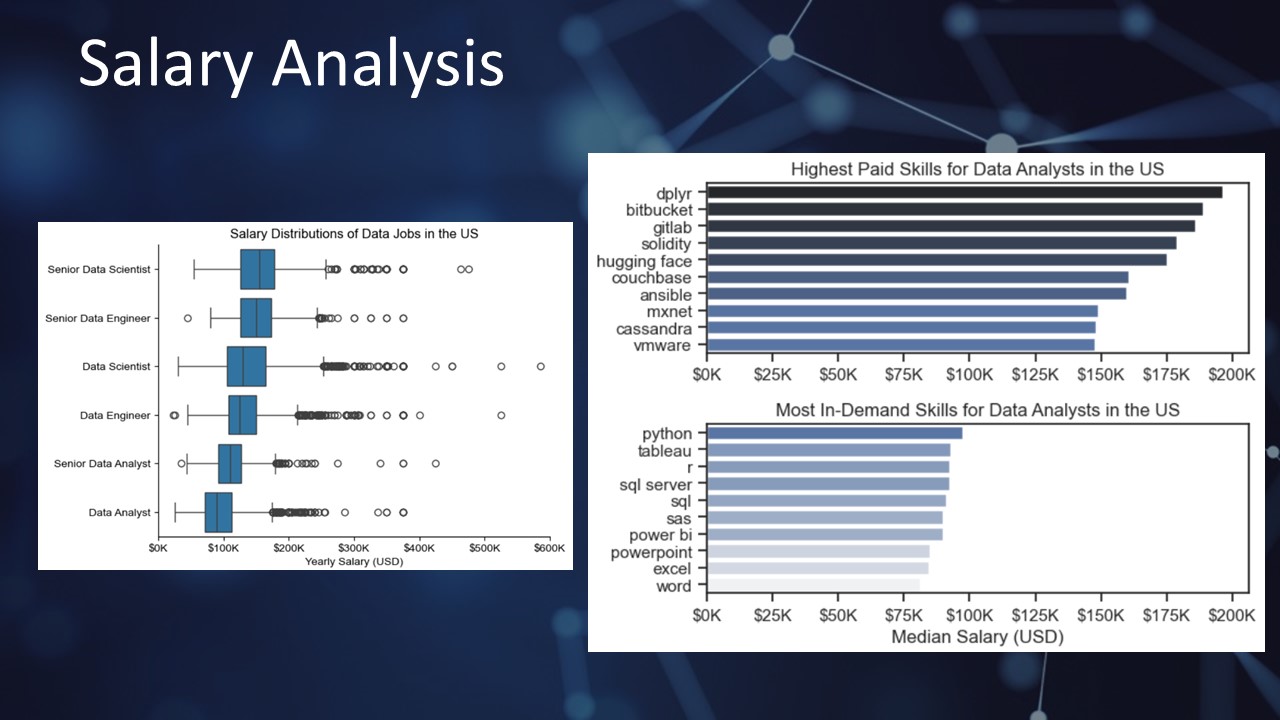 Salary Analysis
Salary Distributions of Data Jobs in the US
Senior Data Scientist
Senior Data Engineer
Data Scientist
Data Engineer
Senior Data Analyst
Data Analyst
$0K $100K $200K $300K $400K $500K $600K
Yearly Salary (USD)
Highest Paid Skills for Data Analysts in the US
dplyr
bitbucket
gitlab
solidity
hugging face
couchbase
ansible
mxnet
cassandra
vmware
$0K $25K $50K $75K $100K $125K $150K $175K $200K
Most In-Demand Skills for Data Analysts in the US
python
tableau
r
sql server
sql
sas
power bi
powerpoint
excel
word
$0K $25K $50K $75K $100K $125K $150K $175K $200K
Median Salary (USD)